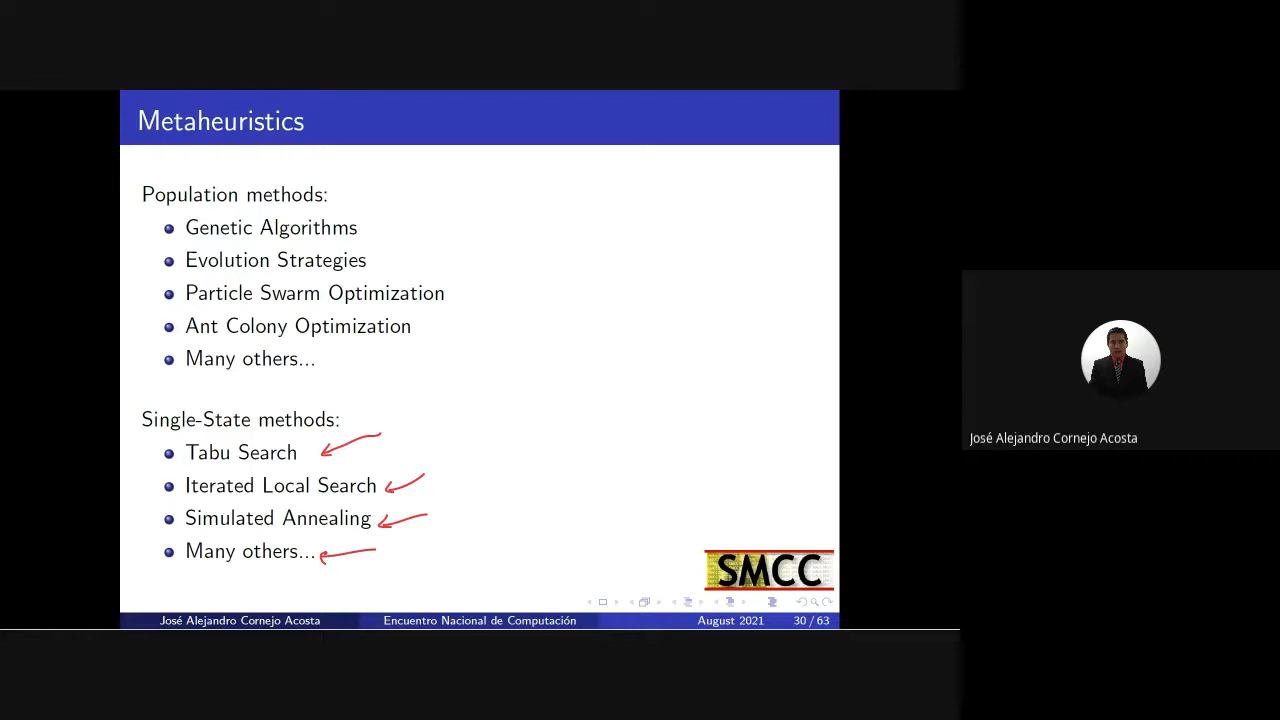 Metaheuristics
Population methods:
Genetic Algorithms
Evolution Strategies
Particle Swarm Optimization
Ant Colony Optimization
Many others...
Single-State methods:
Tabu Search
Iterated Local Search
Simulated Annealing
Many others...
SMCC
José Alejandro Cornejo Acosta
Encuentro Nacional de Computación
August 2021
30 / 63
José Alejandro Cornejo Acosta